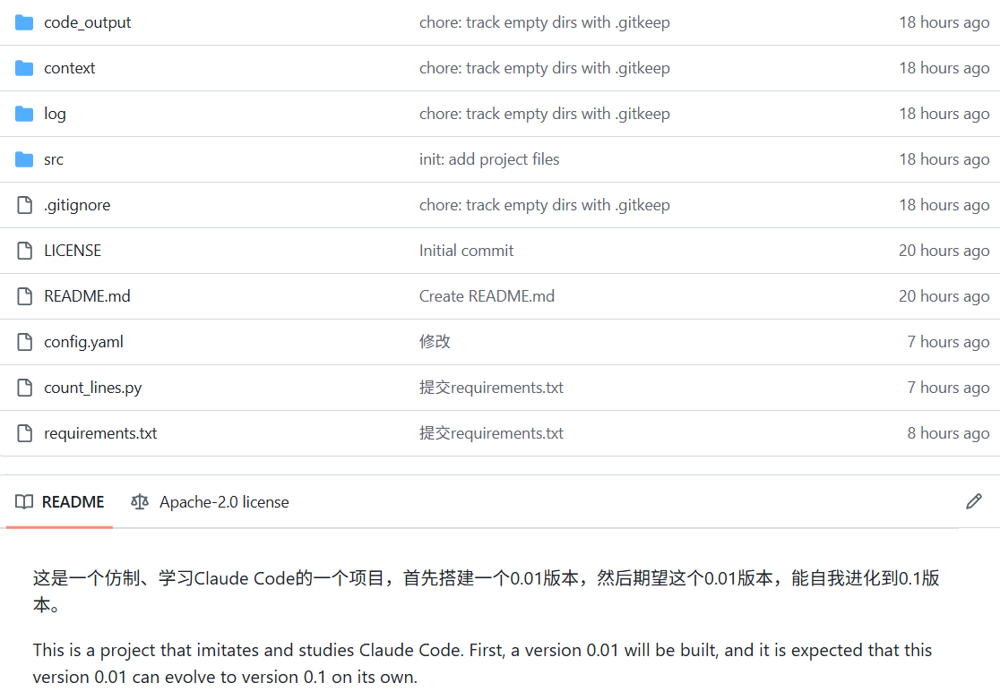 code_output chore: track empty dirs with .gitkeep 18 hours ago
context chore: track empty dirs with .gitkeep 18 hours ago
log chore: track empty dirs with .gitkeep 18 hours ago
src init: add project files 18 hours ago
.gitignore chore: track empty dirs with .gitkeep 18 hours ago
LICENSE Initial commit 20 hours ago
README.md Create README.md 20 hours ago
config.yaml 修改 7 hours ago
count_lines.py 提交requirements.txt 7 hours ago
requirements.txt 提交requirements.txt 8 hours ago
README Apache-2.0 license
这是一个仿制、学习Claude Code的一个项目，首先搭建一个0.01版本，然后期望这个0.01版本，能自我进化到0.1版
本。
This is a project that imitates and studies Claude Code. First, a version 0.01 will be built, and it is expected that this
version 0.01 can evolve to version 0.1 on its own.